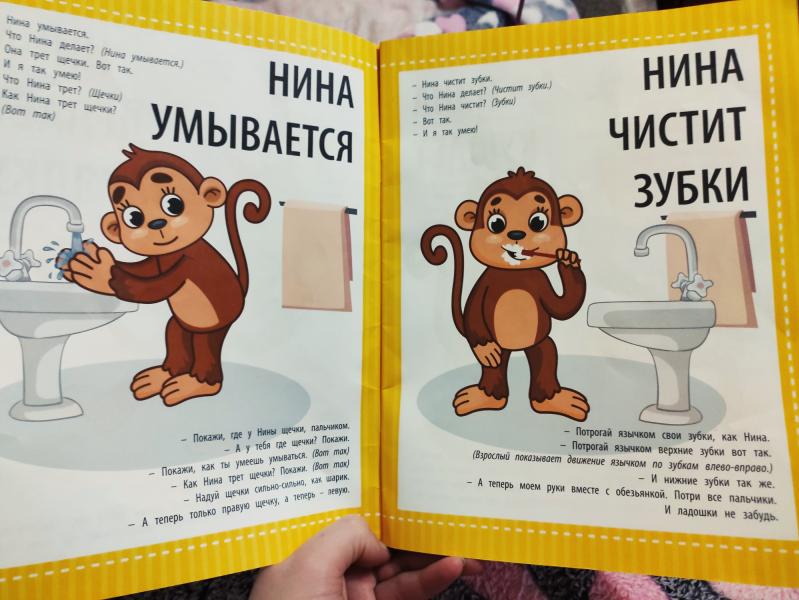 Нина умывается.
Что Нина делает? (Нина умывается.)
Она трет щечки. Вот так.
И я так умею!
Что Нина трет? (Щечки)
Как Нина трет щечки?
(Вот так)
НИНА
УМЫВАЕТСЯ
– Покажи, где у Нины щечки, пальчиком.
– А у тебя где щечки? Покажи.
– Покажи, как ты умеешь умываться. (Вот так)
– Как Нина трет щечки? Покажи. (Вот так)
– Надуй щечки сильно-сильно, как шарик.
– А теперь только правую щечку, а теперь – левую.
– Нина чистит зубки.
– Что Нина делает? (Чистит зубки.)
– Что Нина чистит? (Зубки)
– Вот так.
– И я так умею!
НИНА
ЧИСТИТ
ЗУБКИ
– Потрогай язычком свои зубки, как Нина.
– Потрогай язычком верхние зубки вот так.
(Взрослый показывает движение язычком по зубкам влево-вправо.)
– И нижние зубки так же.
– А теперь моем руки вместе с обезьянкой. Потри все пальчики.
И ладошки не забудь.